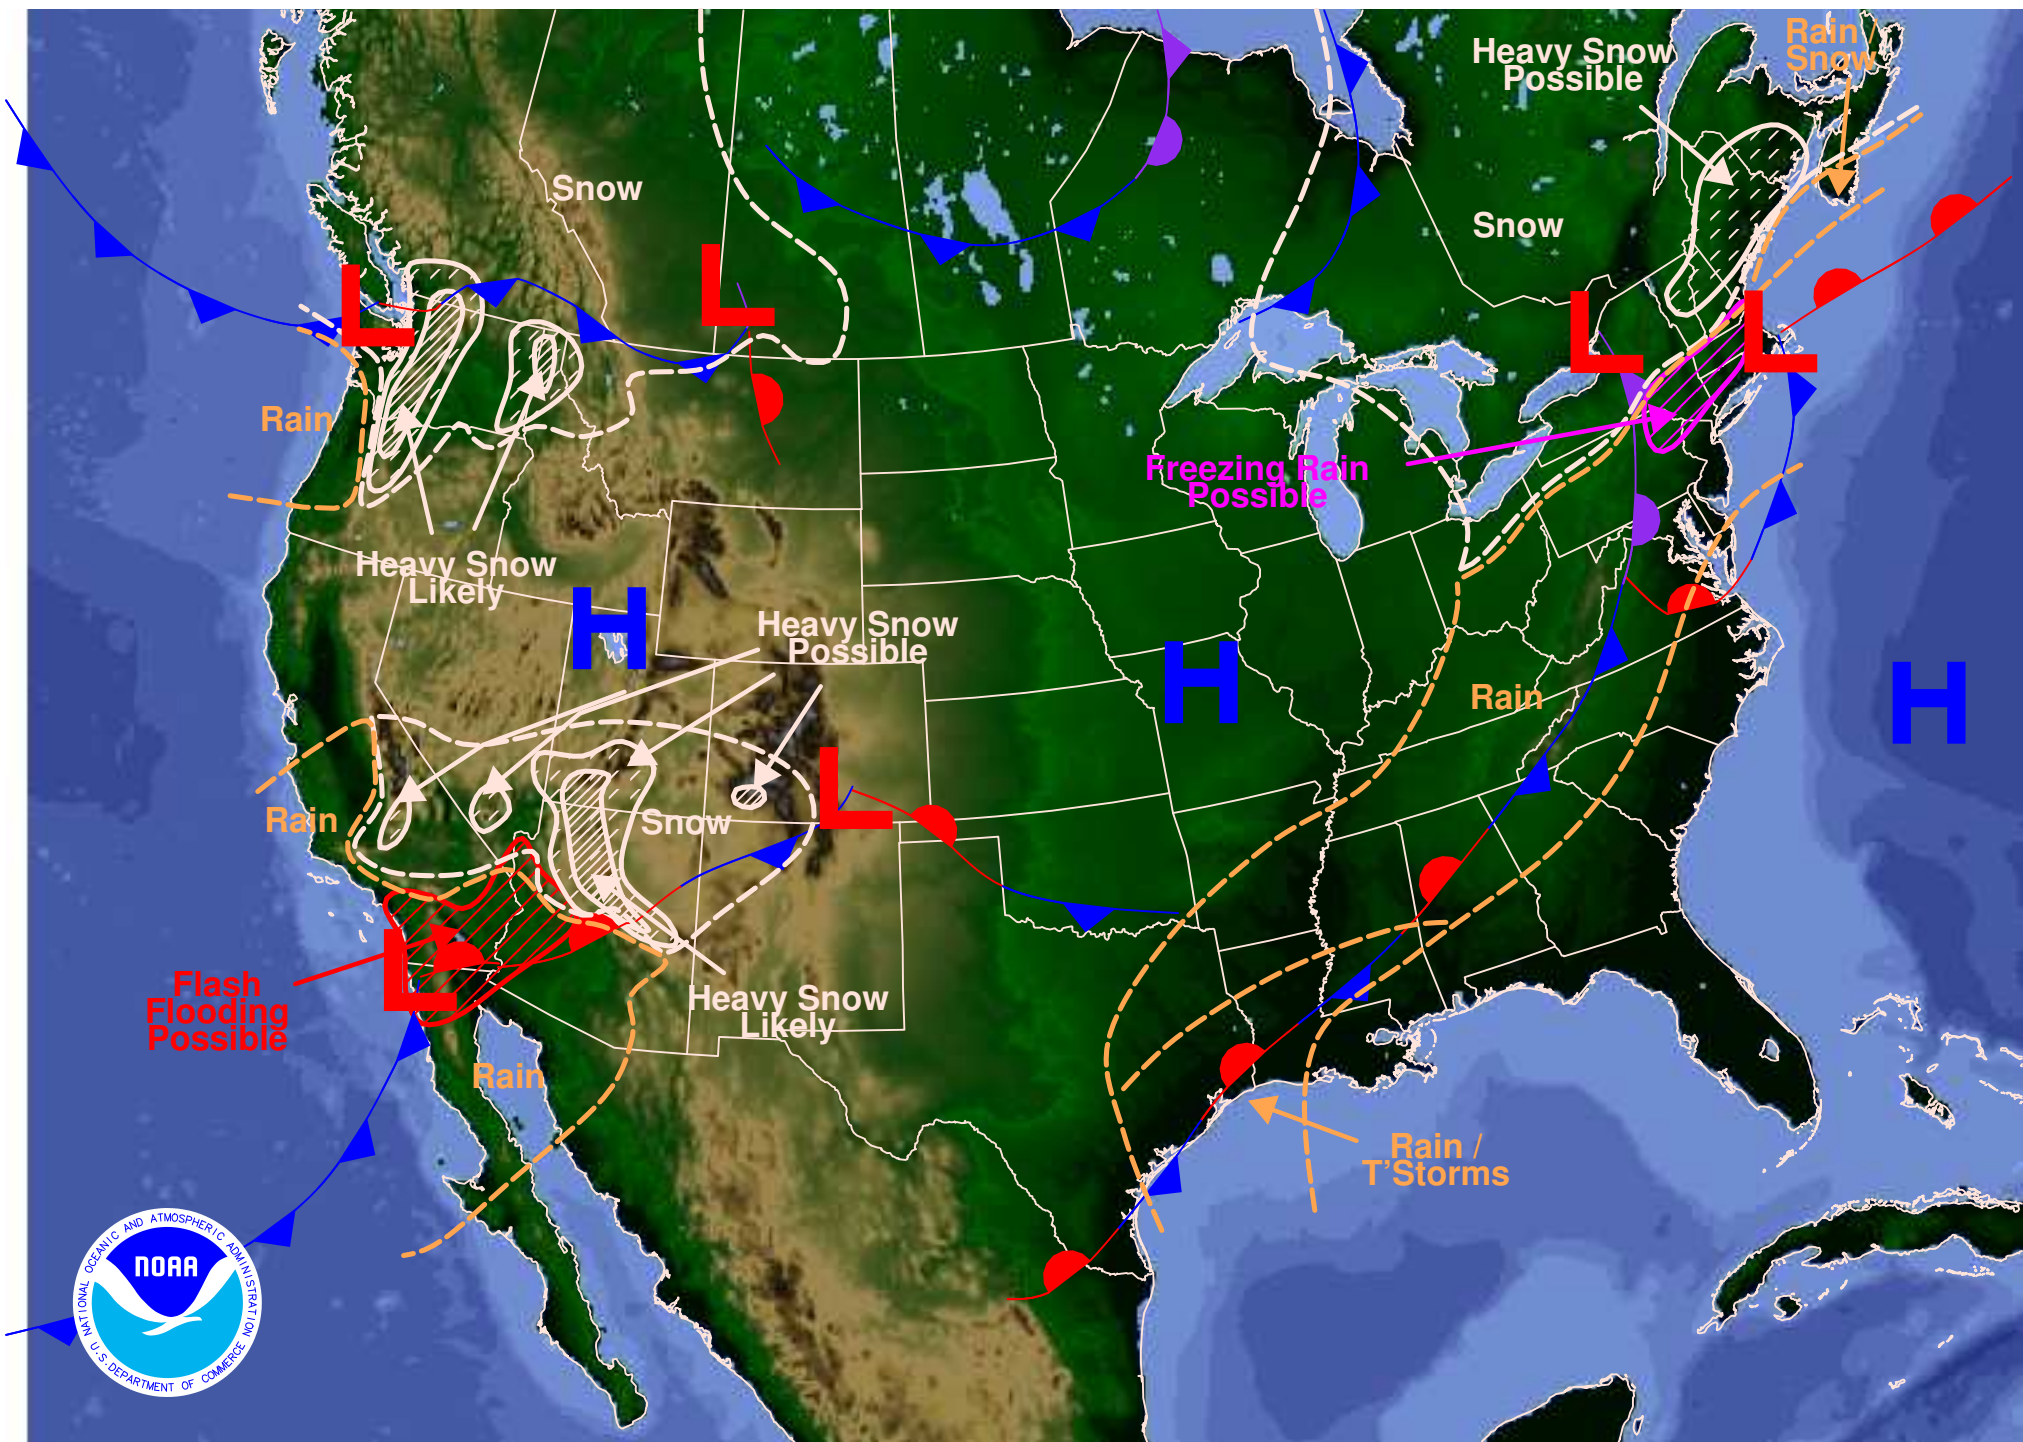 Heavy Snow
Possible
Rain /
Snow
Snow
Snow
L
L
L
L
Rain
Freezing Rain
Possible
Heavy Snow
Likely
H
Heavy Snow
Possible
H
H
Rain
Rain
Snow
L
L
Flash
Flooding
Possible
Heavy Snow
Likely
Rain
Rain /
T'Storms
NATIONAL OCEANIC AND ATMOSPHERIC ADMINISTRATION
NOAA
U.S. DEPARTMENT OF COMMERCE